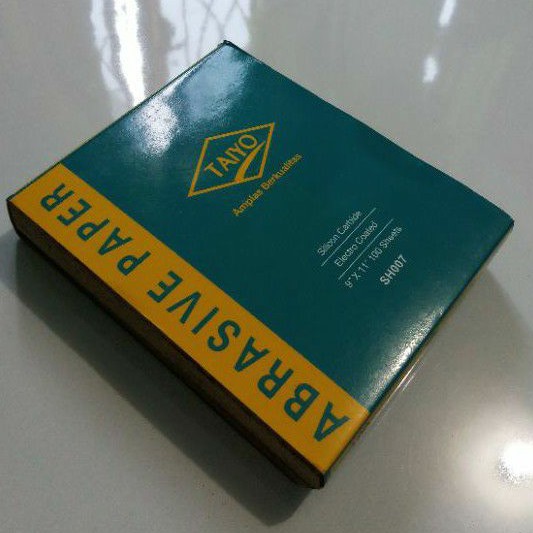 TAIYO
Amplas Berkualitas
Silicon Carbide
Electro Coated
9" X 11" 100 Sheets
SH007
ABRASIVE PAPER